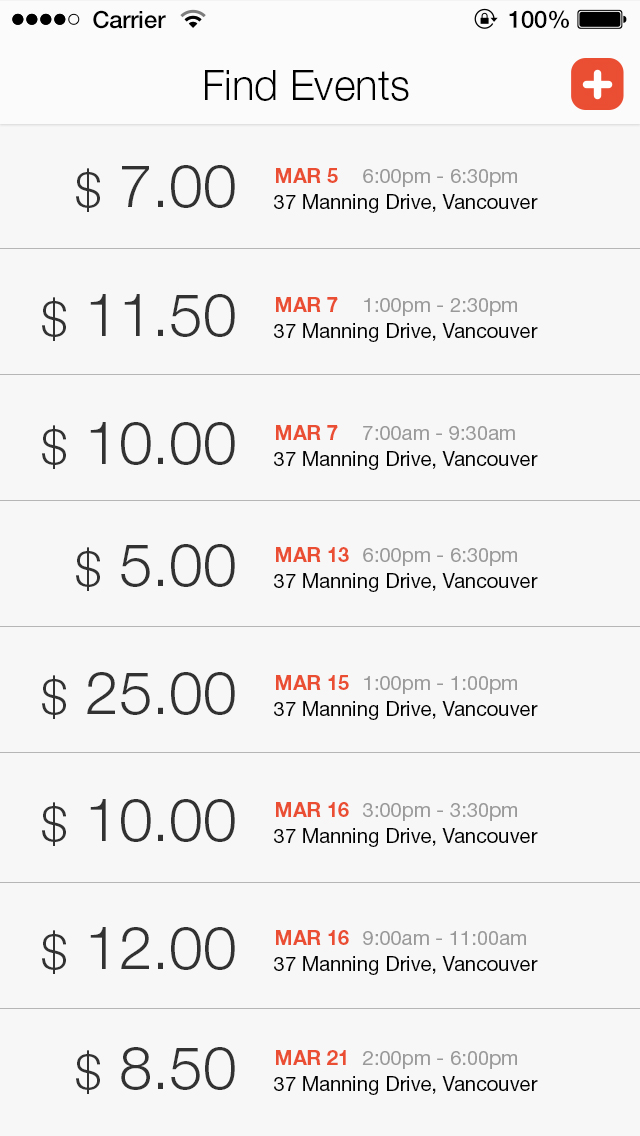 Carrier 100%
Find Events
$ 7.00
MAR 5 6:00pm - 6:30pm
37 Manning Drive, Vancouver
$ 11.50
MAR 7 1:00pm - 2:30pm
37 Manning Drive, Vancouver
$ 10.00
MAR 7 7:00am - 9:30am
37 Manning Drive, Vancouver
$ 5.00
MAR 13 6:00pm - 6:30pm
37 Manning Drive, Vancouver
$ 25.00
MAR 15 1:00pm - 1:00pm
37 Manning Drive, Vancouver
$ 10.00
MAR 16 3:00pm - 3:30pm
37 Manning Drive, Vancouver
$ 12.00
MAR 16 9:00am - 11:00am
37 Manning Drive, Vancouver
$ 8.50
MAR 21 2:00pm - 6:00pm
37 Manning Drive, Vancouver